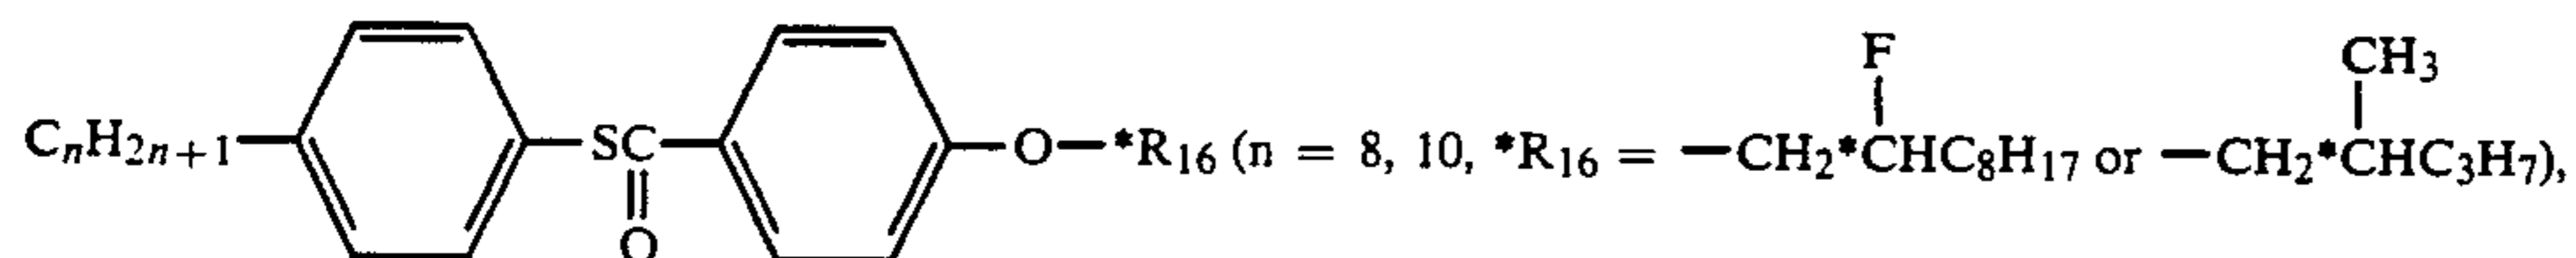 F CH3
CnH2n+1 SC O—*R16 (n = 8, 10, *R16 = —CH2*CHC8H17 or —CH2*CHC3H7),
O